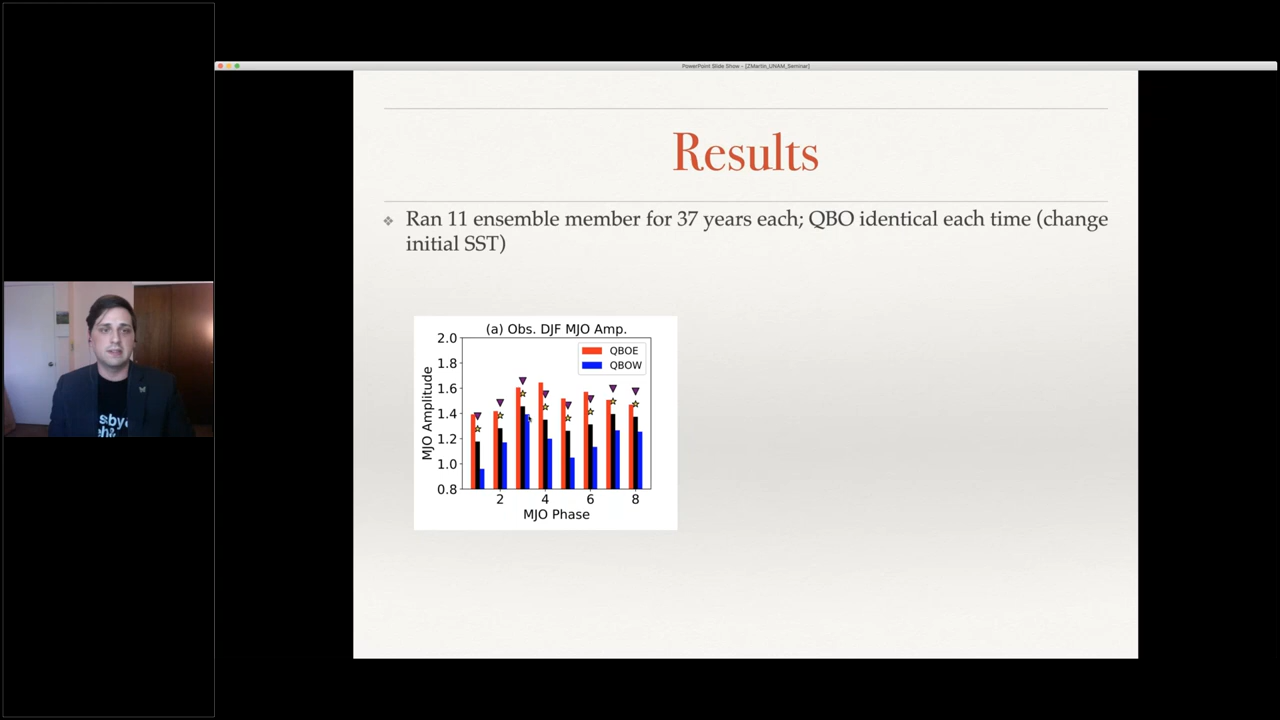 PowerPoint Slide Show - [ZMartin_UNAM_Seminar]
Results
❖ Ran 11 ensemble member for 37 years each; QBO identical each time (change
initial SST)
(a) Obs. DJF MJO Amp.
2.0
1.8
1.6
1.4
1.2
1.0
0.8
MJO Amplitude
QBOE
QBOW
2 4 6 8
MJO Phase